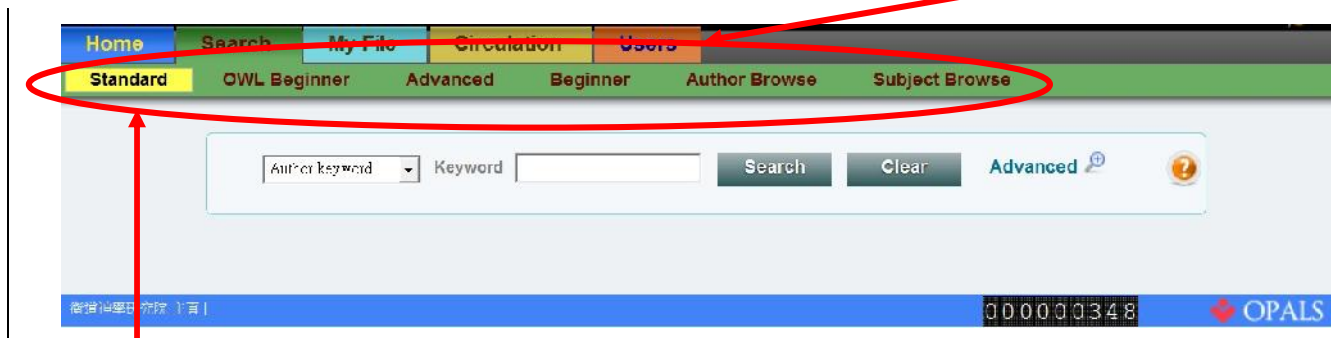 Home Search My File Circulation Users
Standard OWL Beginner Advanced Beginner Author Browse Subject Browse
Author keyword Keyword Search Clear Advanced
000000348 OPALS